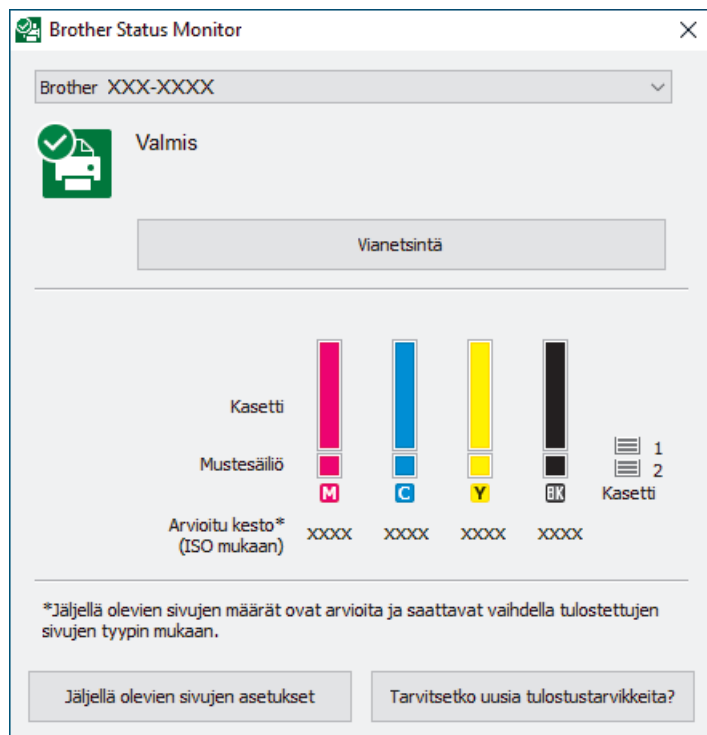 Brother Status Monitor
Brother XXX-XXXX
Valmis
Vianetsintä
Kasetti
Mustesäiliö
1
2
M C Y BK Kasetti
Arvioitu kesto*
(ISO mukaan)
XXXX XXXX XXXX XXXX
*Jäljellä olevien sivujen määrät ovat arvioita ja saattavat vaihdella tulostettujen
sivujen tyypin mukaan.
Jäljellä olevien sivujen asetukset
Tarvitsetko uusia tulostustarvikkeita?